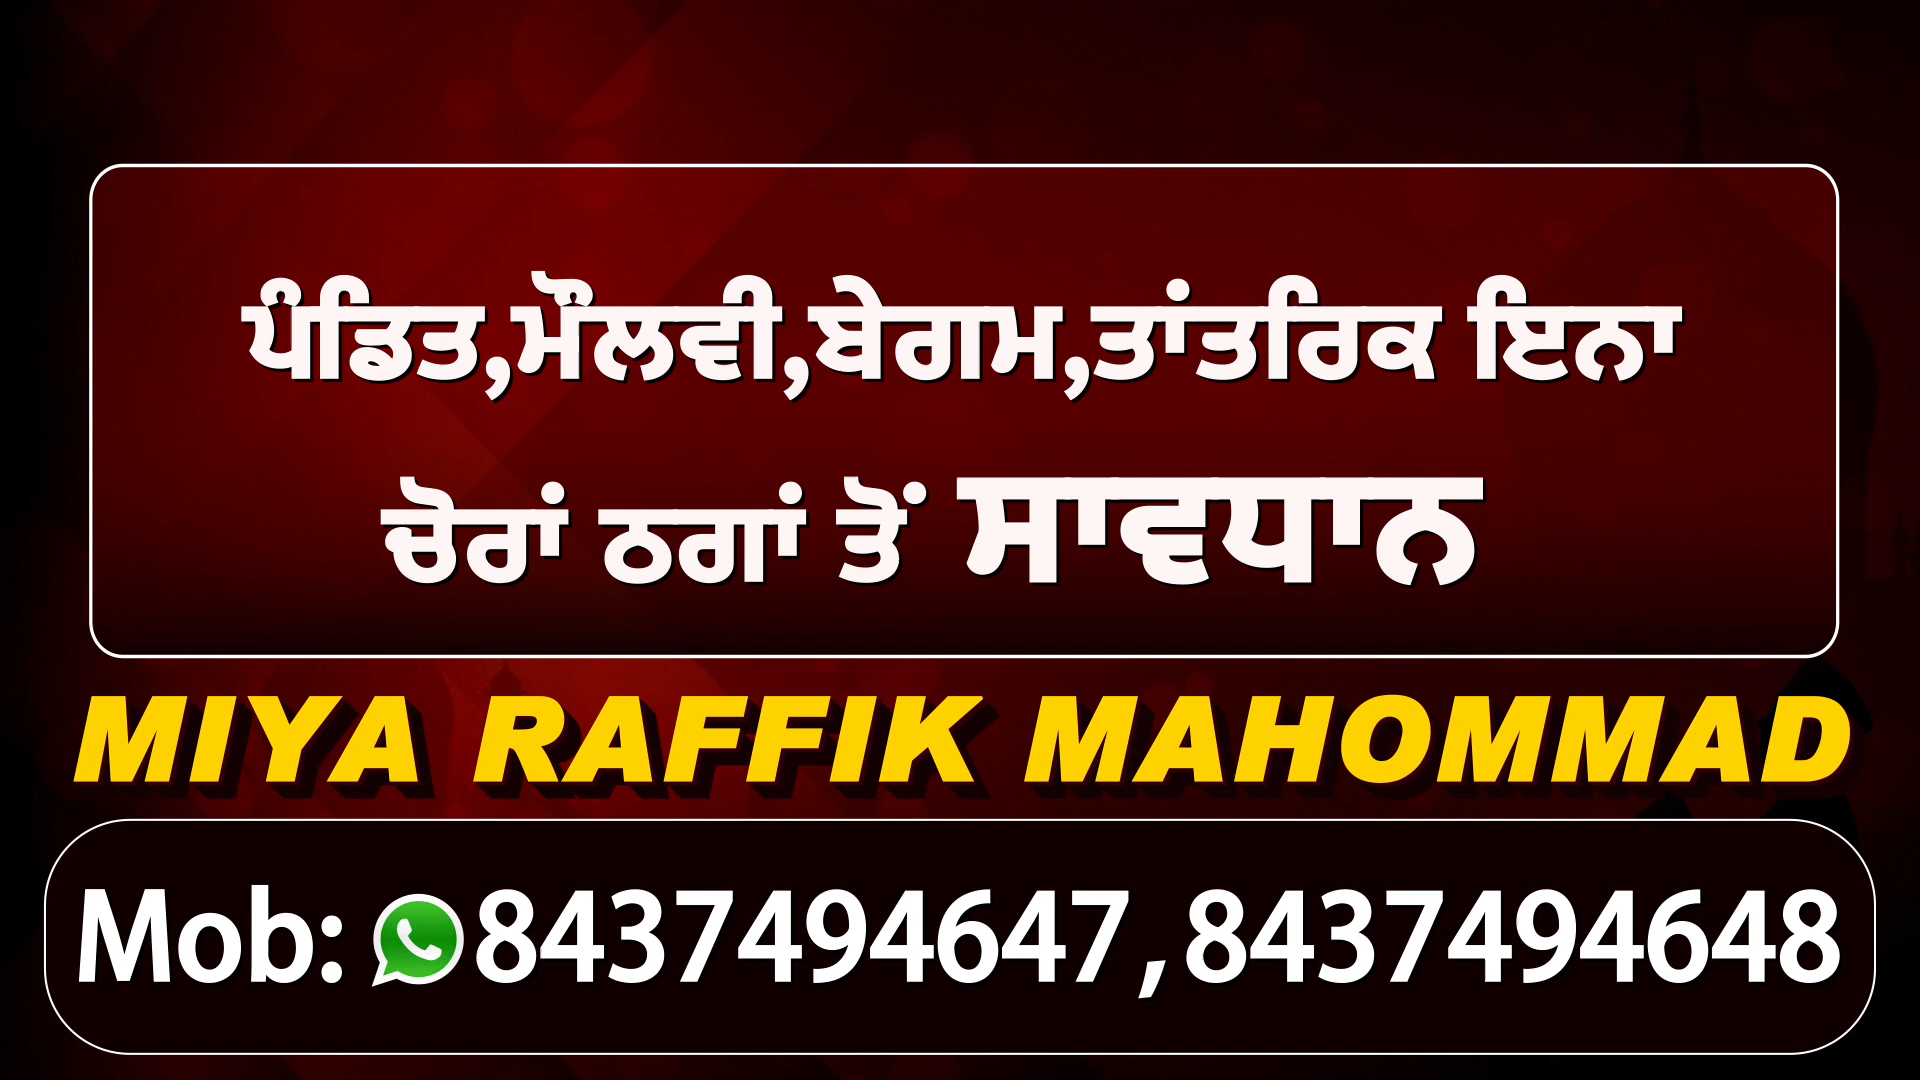 ਪੰਡਿਤ,ਮੌਲਵੀ,ਬੇਗਮ,ਤਾਂਤਰਿਕ ਇਨਾ
ਚੋਰਾਂ ਠਗਾਂ ਤੋਂ ਸਾਵਧਾਨ
MIYA RAFFIK MAHOMMAD
Mob: 8437494647, 8437494648